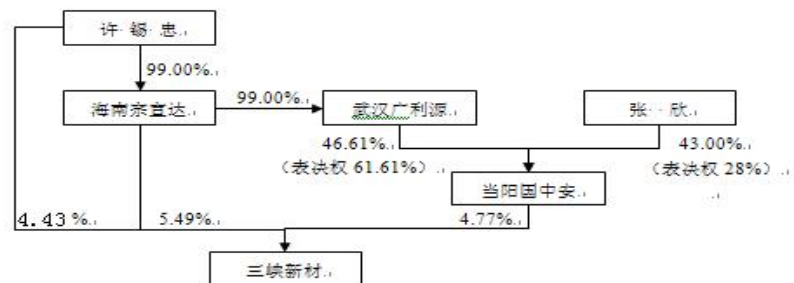 许 锡 忠
99.00%
海南宗宣达
99.00%
武汉广利源
张 欣
46.61%
(表决权 61.61%)
43.00%
(表决权 28%)
当阳国中安
4.43 %
5.49%
4.77%
三峡新材